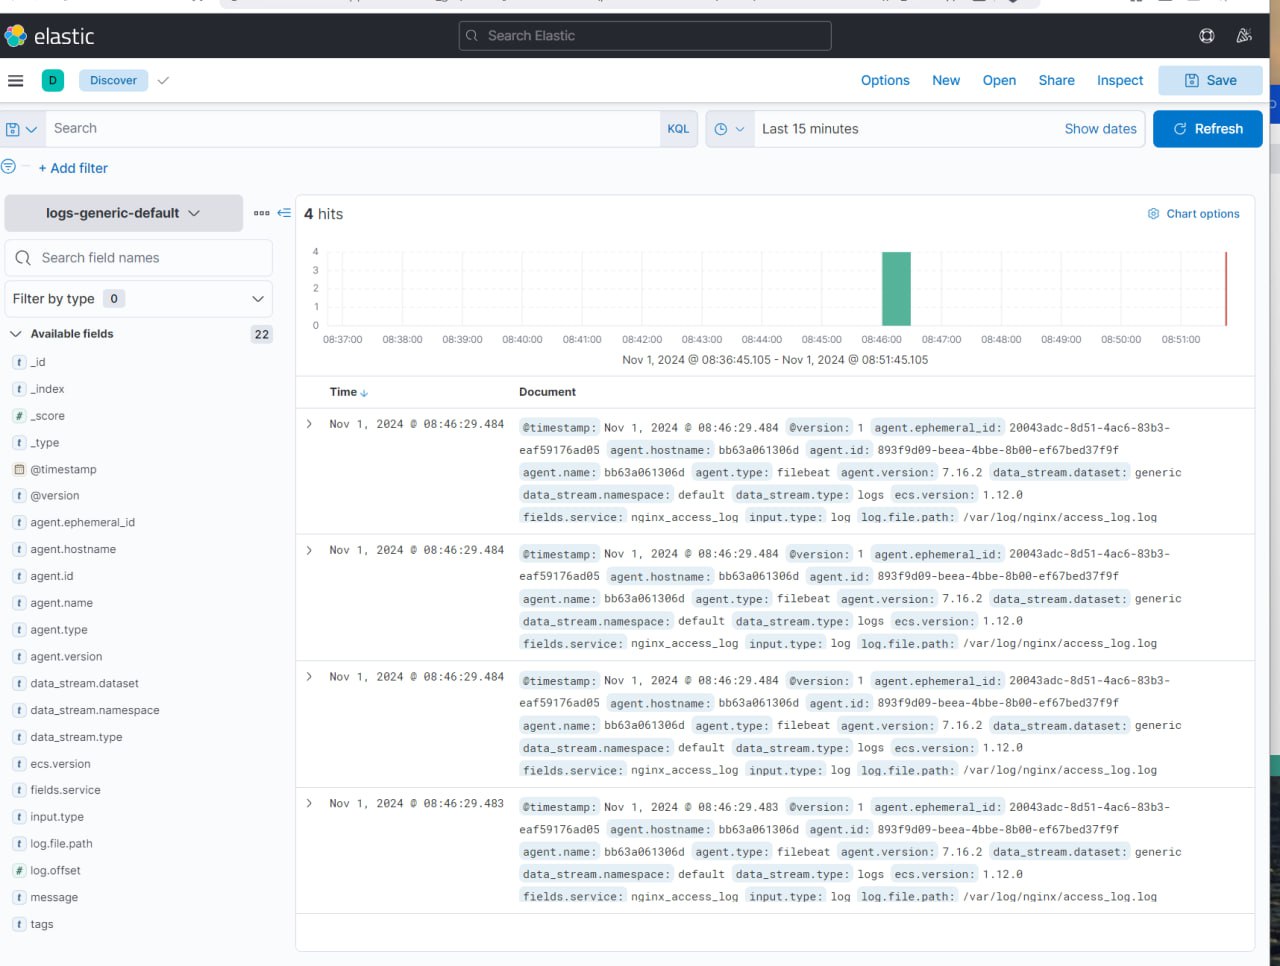 elastic
Search Elastic
D Discover Options New Open Share Inspect Save
Search KQL Last 15 minutes Show dates Refresh
+ Add filter
logs-generic-default
Search field names
Filter by type 0
Available fields 22
t _id
t _index
# _score
t _type
@timestamp
t @version
t agent.ephemeral_id
t agent.hostname
t agent.id
t agent.name
t agent.type
t agent.version
t data_stream.dataset
t data_stream.namespace
t data_stream.type
t ecs.version
t fields.service
t input.type
t log.file.path
# log.offset
t message
t tags
4 hits Chart options
4
3
2
1
0
08:37:00 08:38:00 08:39:00 08:40:00 08:41:00 08:42:00 08:43:00 08:44:00 08:45:00 08:46:00 08:47:00 08:48:00 08:49:00 08:50:00 08:51:00
Nov 1, 2024 @ 08:36:45.105 - Nov 1, 2024 @ 08:51:45.105
Time Document
Nov 1, 2024 @ 08:46:29.484 @timestamp: Nov 1, 2024 @ 08:46:29.484 @version: 1 agent.ephemeral_id: 20043adc-8d51-4ac6-83b3-
eaf59176ad05 agent.hostname: bb63a061306d agent.id: 893f9d09-beea-4bbe-8b00-ef67bed37f9f
agent.name: bb63a061306d agent.type: filebeat agent.version: 7.16.2 data_stream.dataset: generic
data_stream.namespace: default data_stream.type: logs ecs.version: 1.12.0
fields.service: nginx_access_log input.type: log log.file.path: /var/log/nginx/access_log.log
Nov 1, 2024 @ 08:46:29.484 @timestamp: Nov 1, 2024 @ 08:46:29.484 @version: 1 agent.ephemeral_id: 20043adc-8d51-4ac6-83b3-
eaf59176ad05 agent.hostname: bb63a061306d agent.id: 893f9d09-beea-4bbe-8b00-ef67bed37f9f
agent.name: bb63a061306d agent.type: filebeat agent.version: 7.16.2 data_stream.dataset: generic
data_stream.namespace: default data_stream.type: logs ecs.version: 1.12.0
fields.service: nginx_access_log input.type: log log.file.path: /var/log/nginx/access_log.log
Nov 1, 2024 @ 08:46:29.484 @timestamp: Nov 1, 2024 @ 08:46:29.484 @version: 1 agent.ephemeral_id: 20043adc-8d51-4ac6-83b3-
eaf59176ad05 agent.hostname: bb63a061306d agent.id: 893f9d09-beea-4bbe-8b00-ef67bed37f9f
agent.name: bb63a061306d agent.type: filebeat agent.version: 7.16.2 data_stream.dataset: generic
data_stream.namespace: default data_stream.type: logs ecs.version: 1.12.0
fields.service: nginx_access_log input.type: log log.file.path: /var/log/nginx/access_log.log
Nov 1, 2024 @ 08:46:29.483 @timestamp: Nov 1, 2024 @ 08:46:29.483 @version: 1 agent.ephemeral_id: 20043adc-8d51-4ac6-83b3-
eaf59176ad05 agent.hostname: bb63a061306d agent.id: 893f9d09-beea-4bbe-8b00-ef67bed37f9f
agent.name: bb63a061306d agent.type: filebeat agent.version: 7.16.2 data_stream.dataset: generic
data_stream.namespace: default data_stream.type: logs ecs.version: 1.12.0
fields.service: nginx_access_log input.type: log log.file.path: /var/log/nginx/access_log.log